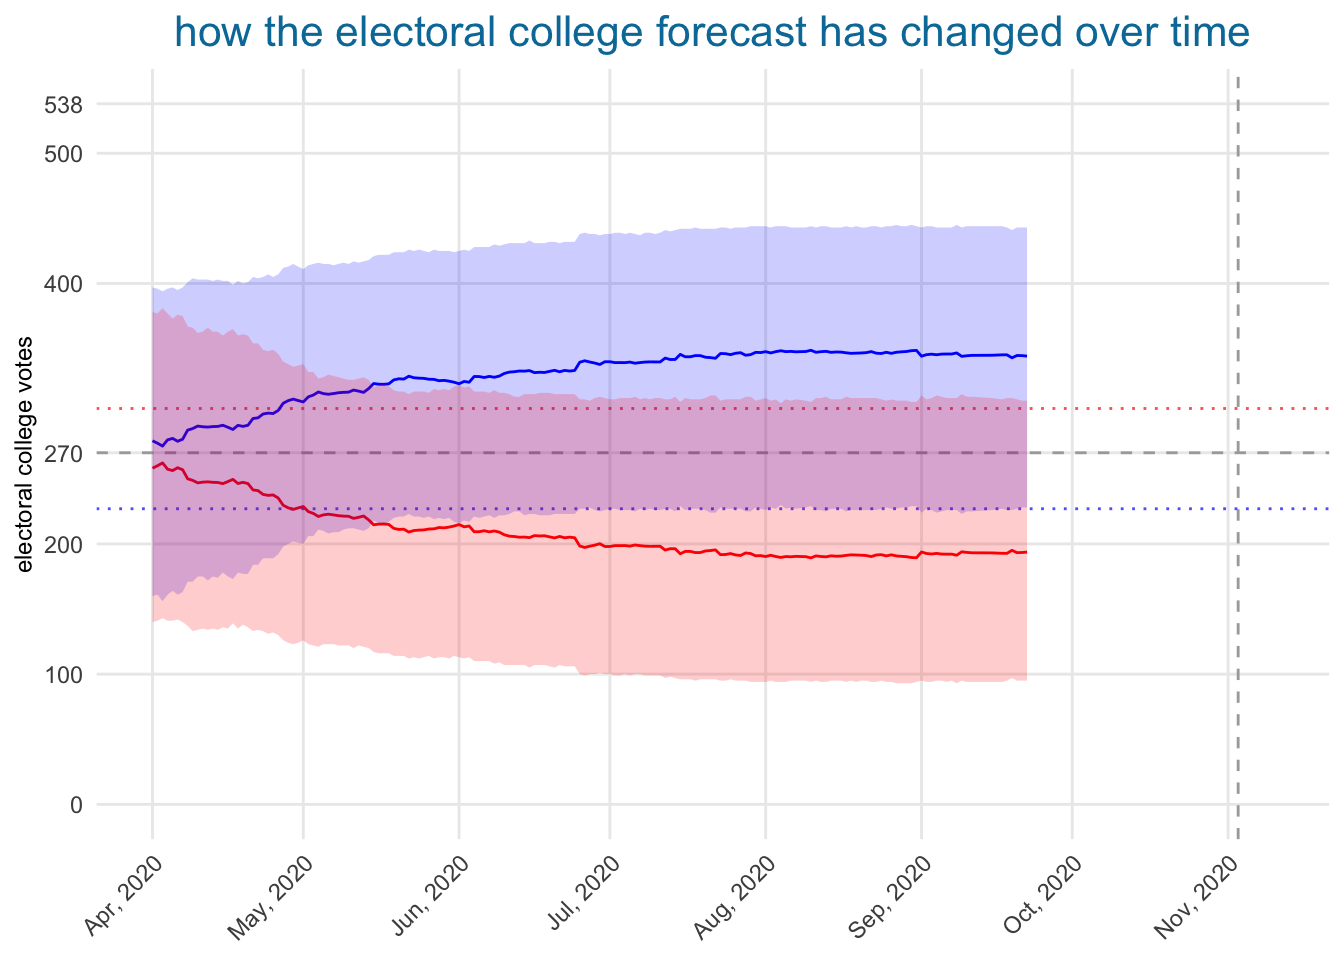 how the electoral college forecast has changed over time
538
500
400
270
200
100
0
electoral college votes
Apr, 2020
May, 2020
Jun, 2020
Jul, 2020
Aug, 2020
Sep, 2020
Oct, 2020
Nov, 2020